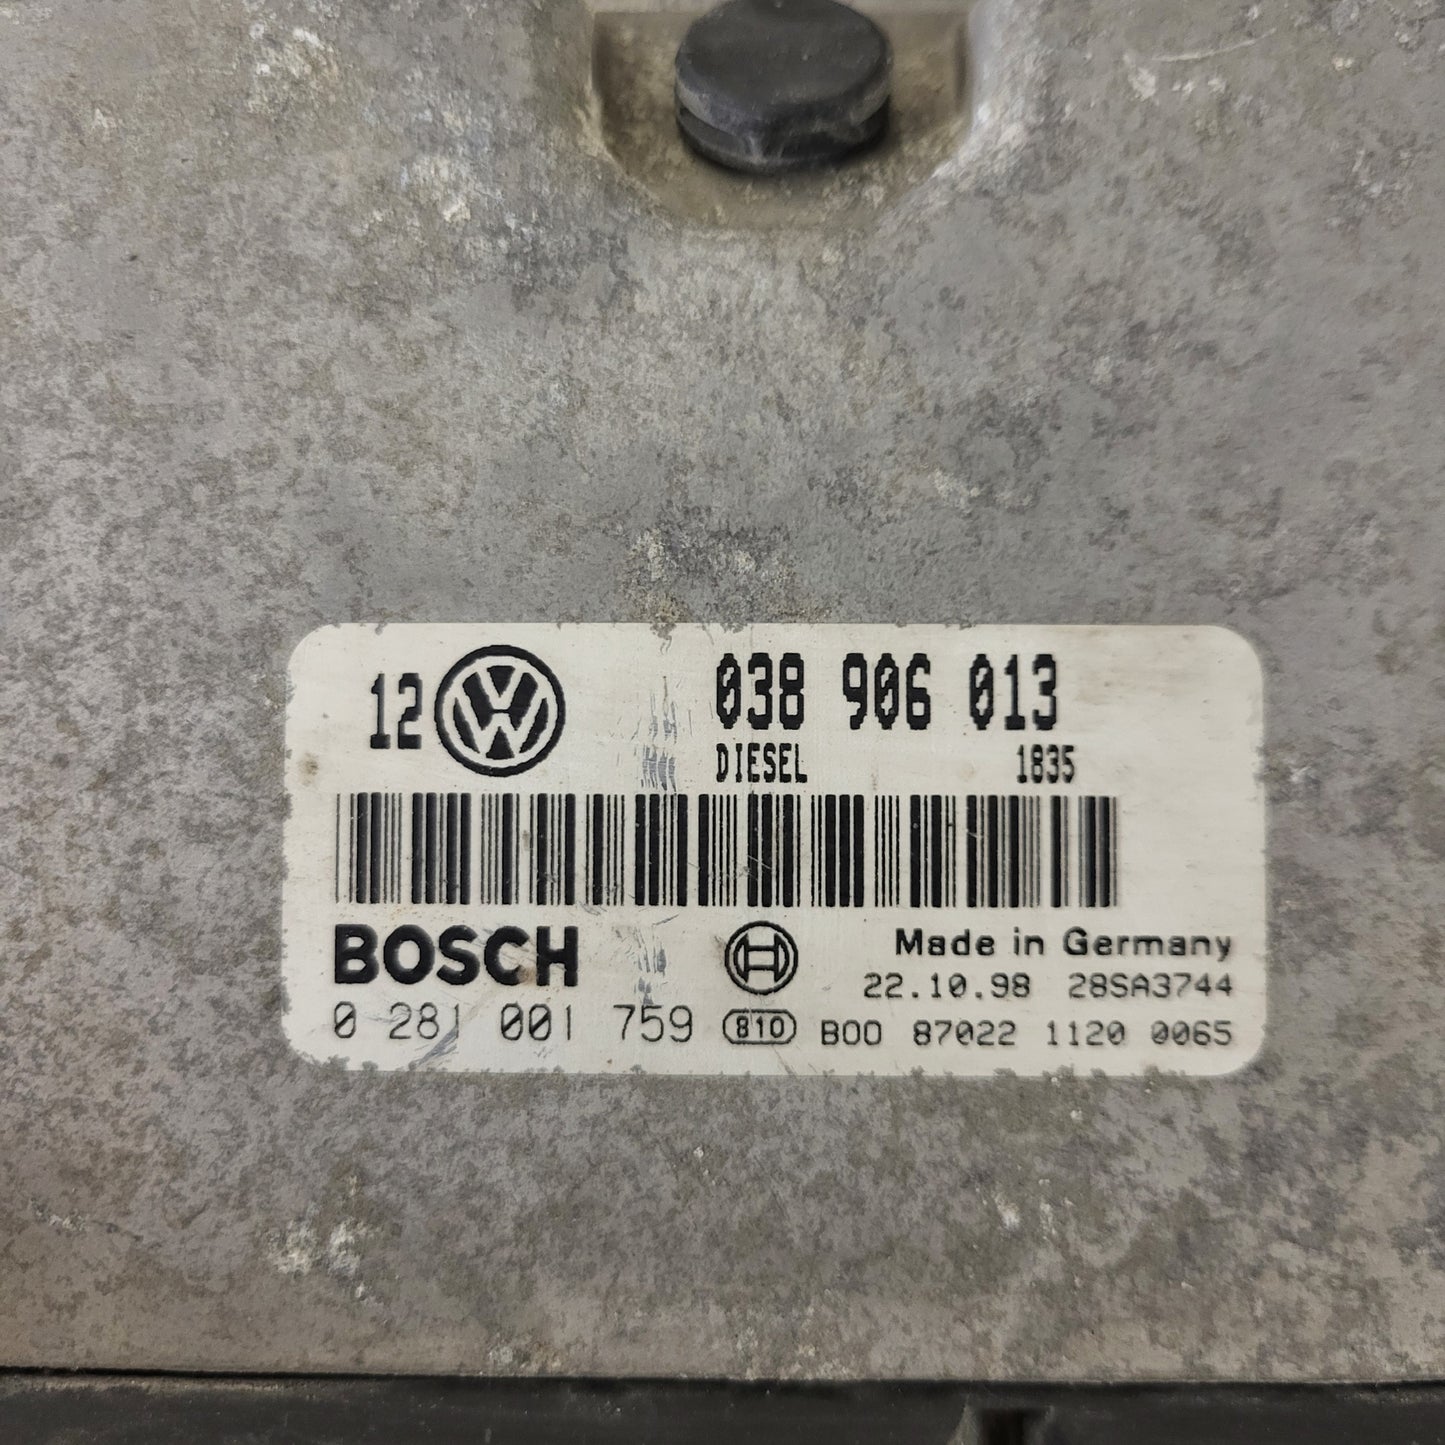 12 VW 038 906 013
DIESEL 1835
BOSCH Made in Germany
22.10.98 28SA3744
0 281 001 759 810 B00 87022 1120 0065